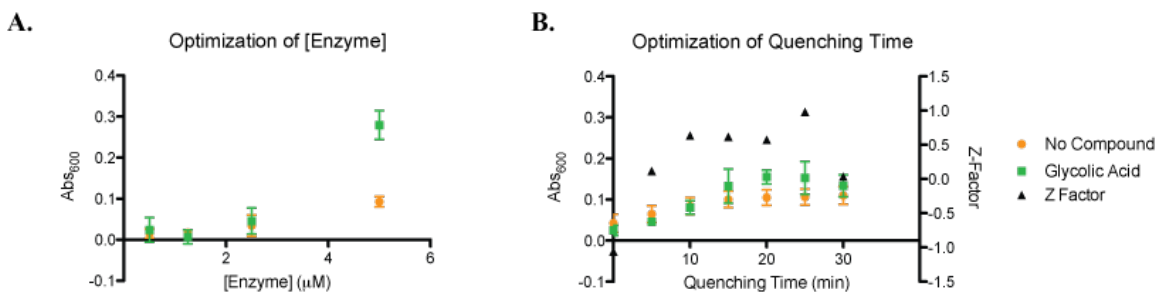 A.
Optimization of [Enzyme]
0.4
0.3
0.2
0.1
0.0
-0.1
Abs600
2
4
6
[Enzyme] (μM)
B.
Optimization of Quenching Time
0.4
0.3
0.2
0.1
0.0
-0.1
Abs600
10
20
30
Quenching Time (min)
1.5
1.0
0.5
0.0
-0.5
-1.0
-1.5
Z-Factor
No Compound
Glycolic Acid
Z Factor